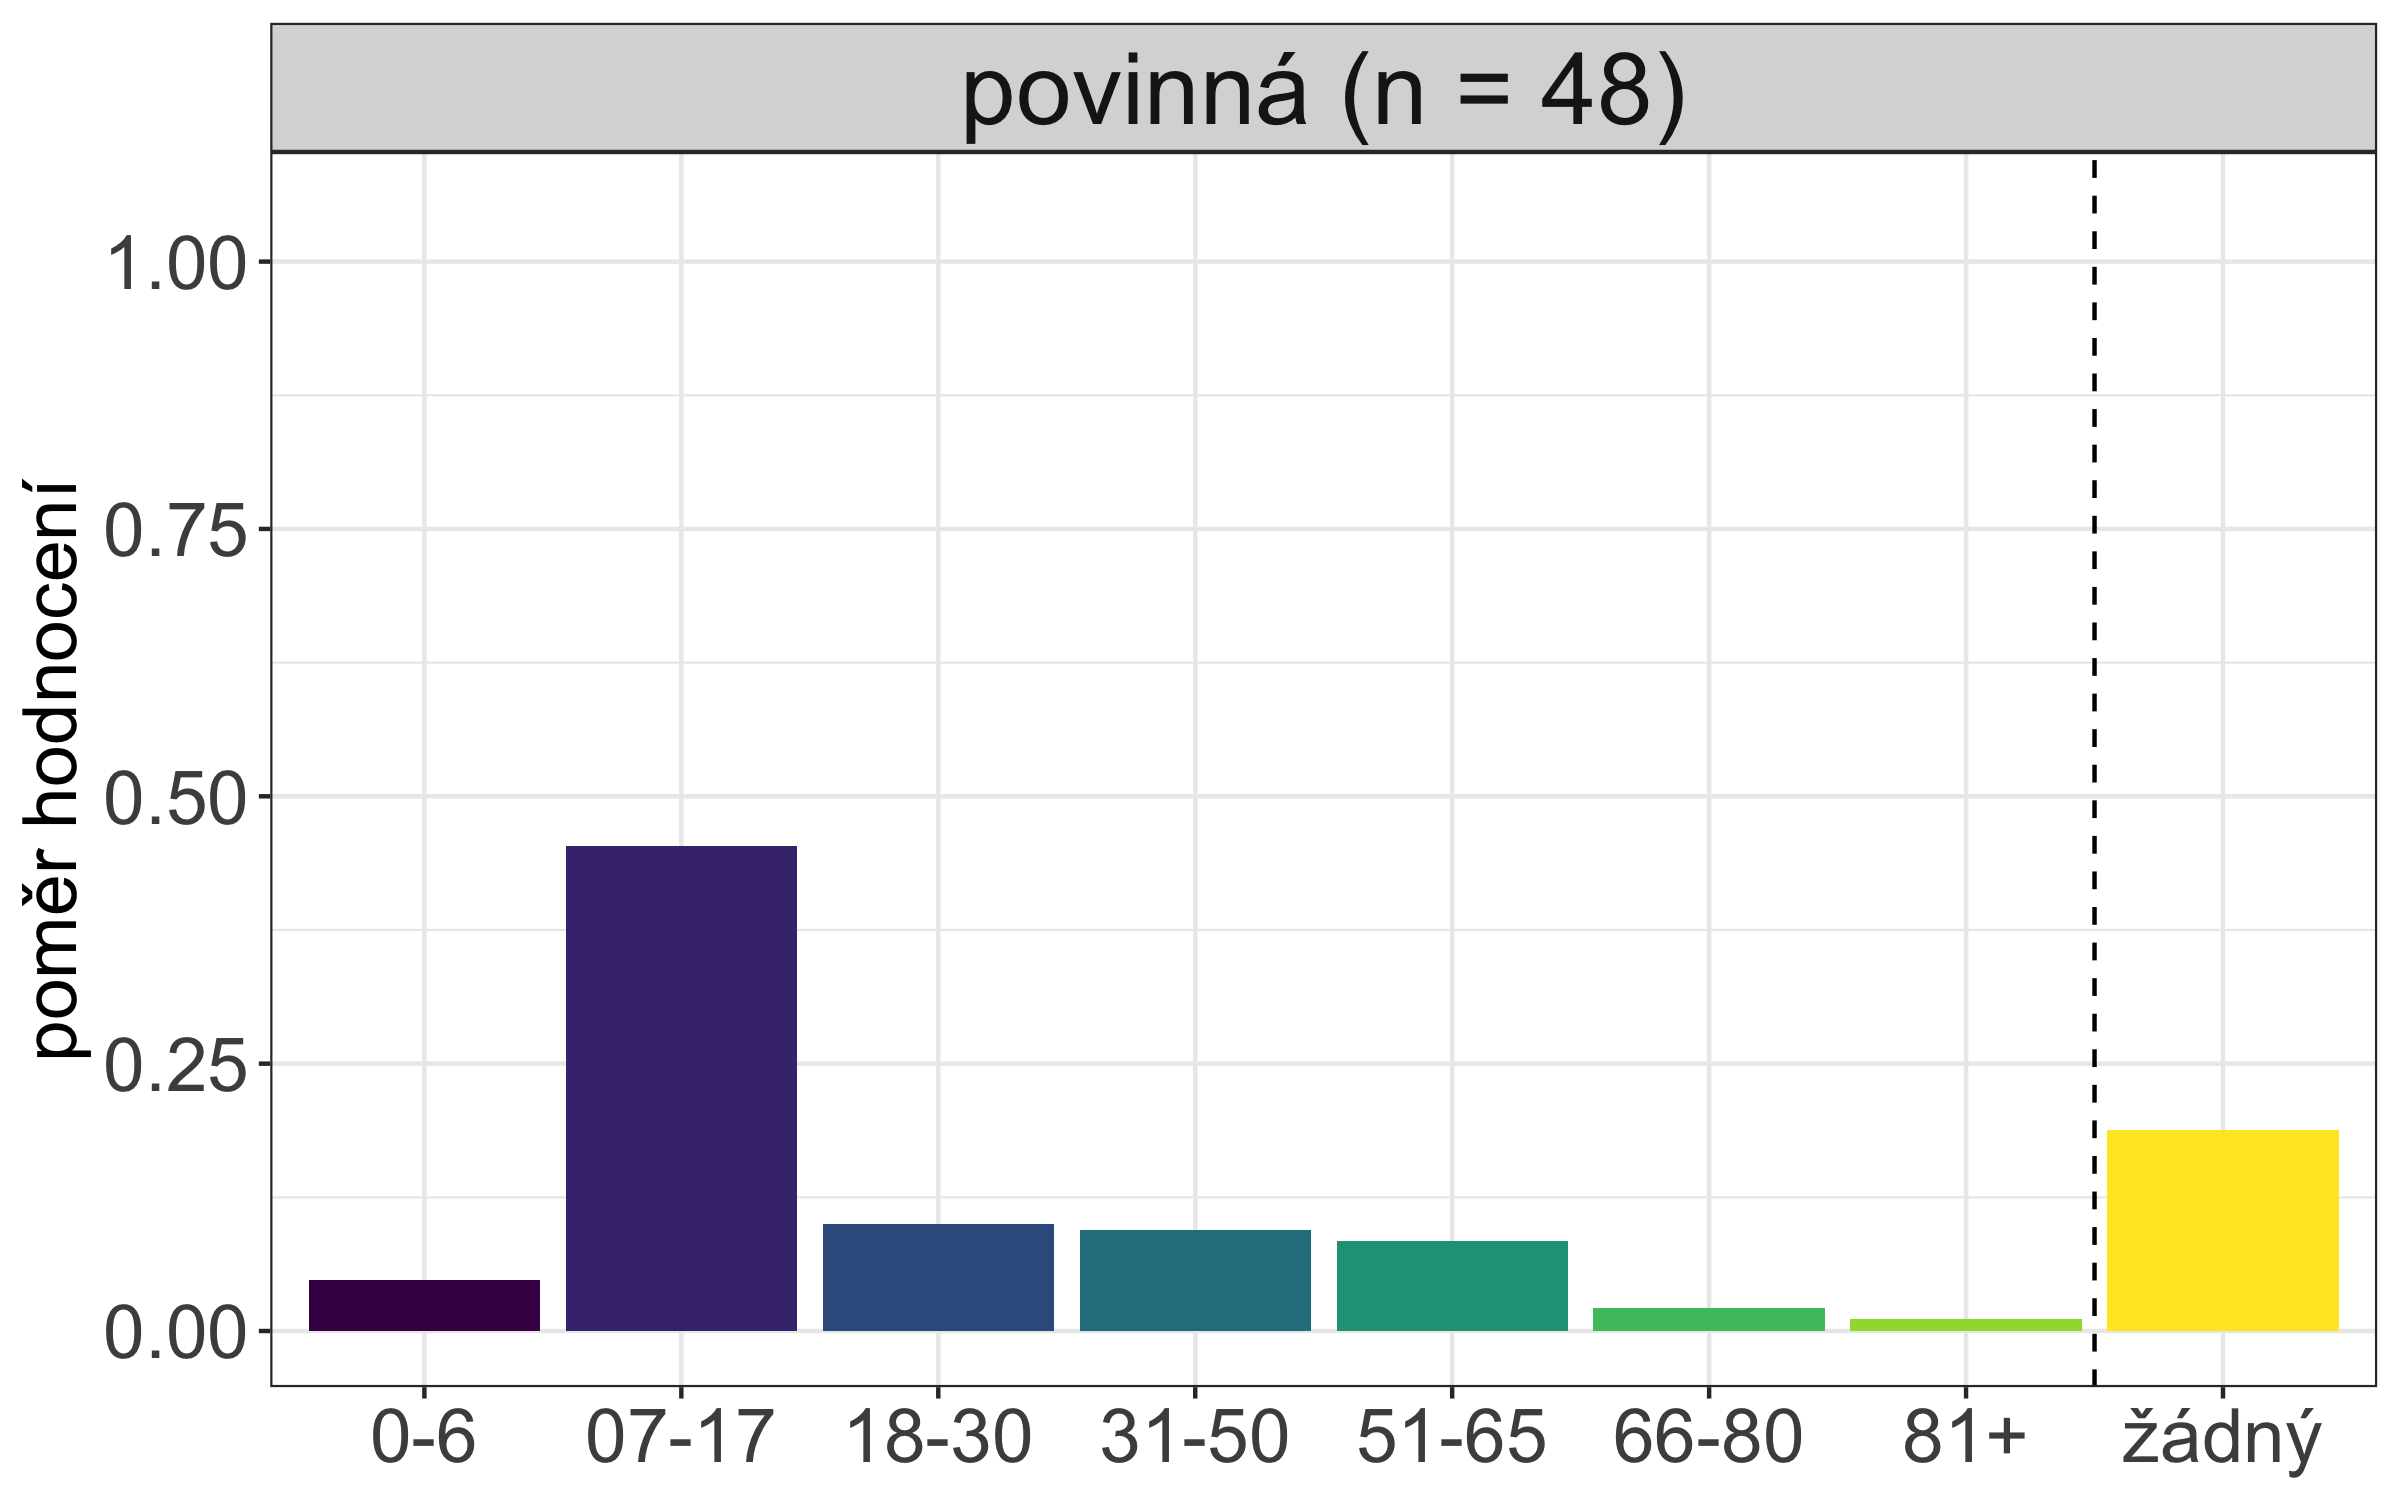 povinná (n = 48)
poměr hodnocení
1.00
0.75
0.50
0.25
0.00
0-6 07-17 18-30 31-50 51-65 66-80 81+ žádný